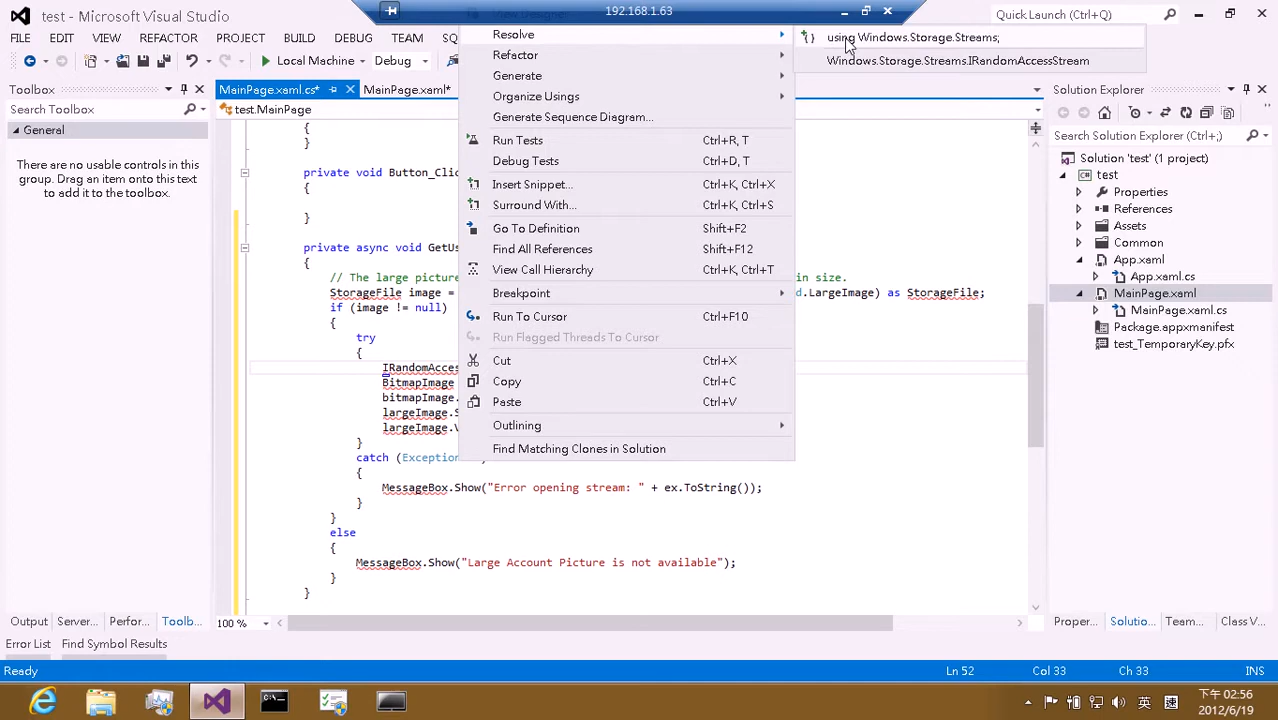 test - Microsoft Visual Studio
192.168.1.63
Quick Launch (Ctrl+Q)
FILE EDIT VIEW REFACTOR PROJECT
Local Machine Debug
Toolbox
Search Toolbox
General
There are no usable controls in this
group. Drag an item onto this text
to add it to the toolbox.
MainPage.xaml.cs*
MainPage.xaml*
test.MainPage
{
}
private void Button_Clic
{
}
private async void GetUs
{
// The large picture
in size.
StorageFile image =
d.LargeImage) as StorageFile;
if (image != null)
{
try
{
IRandomAcces
BitmapImage
bitmapImage.
largeImage.S
largeImage.V
}
catch (Exception
{
MessageBox.Show("Error opening stream: " + ex.ToString());
}
}
else
{
MessageBox.Show("Large Account Picture is not available");
}
}
100 %
Resolve
Refactor
Generate
Organize Usings
Generate Sequence Diagram...
Run Tests Ctrl+R, T
Debug Tests Ctrl+D, T
Insert Snippet... Ctrl+K, Ctrl+X
Surround With... Ctrl+K, Ctrl+S
Go To Definition Shift+F2
Find All References Shift+F12
View Call Hierarchy Ctrl+K, Ctrl+T
Breakpoint
Run To Cursor Ctrl+F10
Run Flagged Threads To Cursor
Cut Ctrl+X
Copy Ctrl+C
Paste Ctrl+V
Outlining
Find Matching Clones in Solution
using Windows.Storage.Streams;
Windows.Storage.Streams.IRandomAccessStream
Solution Explorer
Search Solution Explorer (Ctrl+;)
Solution 'test' (1 project)
test
Properties
References
Assets
Common
App.xaml
App.xaml.cs
MainPage.xaml
MainPage.xaml.cs
Package.appxmanifest
test_TemporaryKey.pfx
Output Server... Perfor... Toolb...
Proper... Solutio... Team... Class V...
Error List Find Symbol Results
Ready
Ln 52 Col 33 Ch 33 INS
英
下午 02:56
2012/6/19